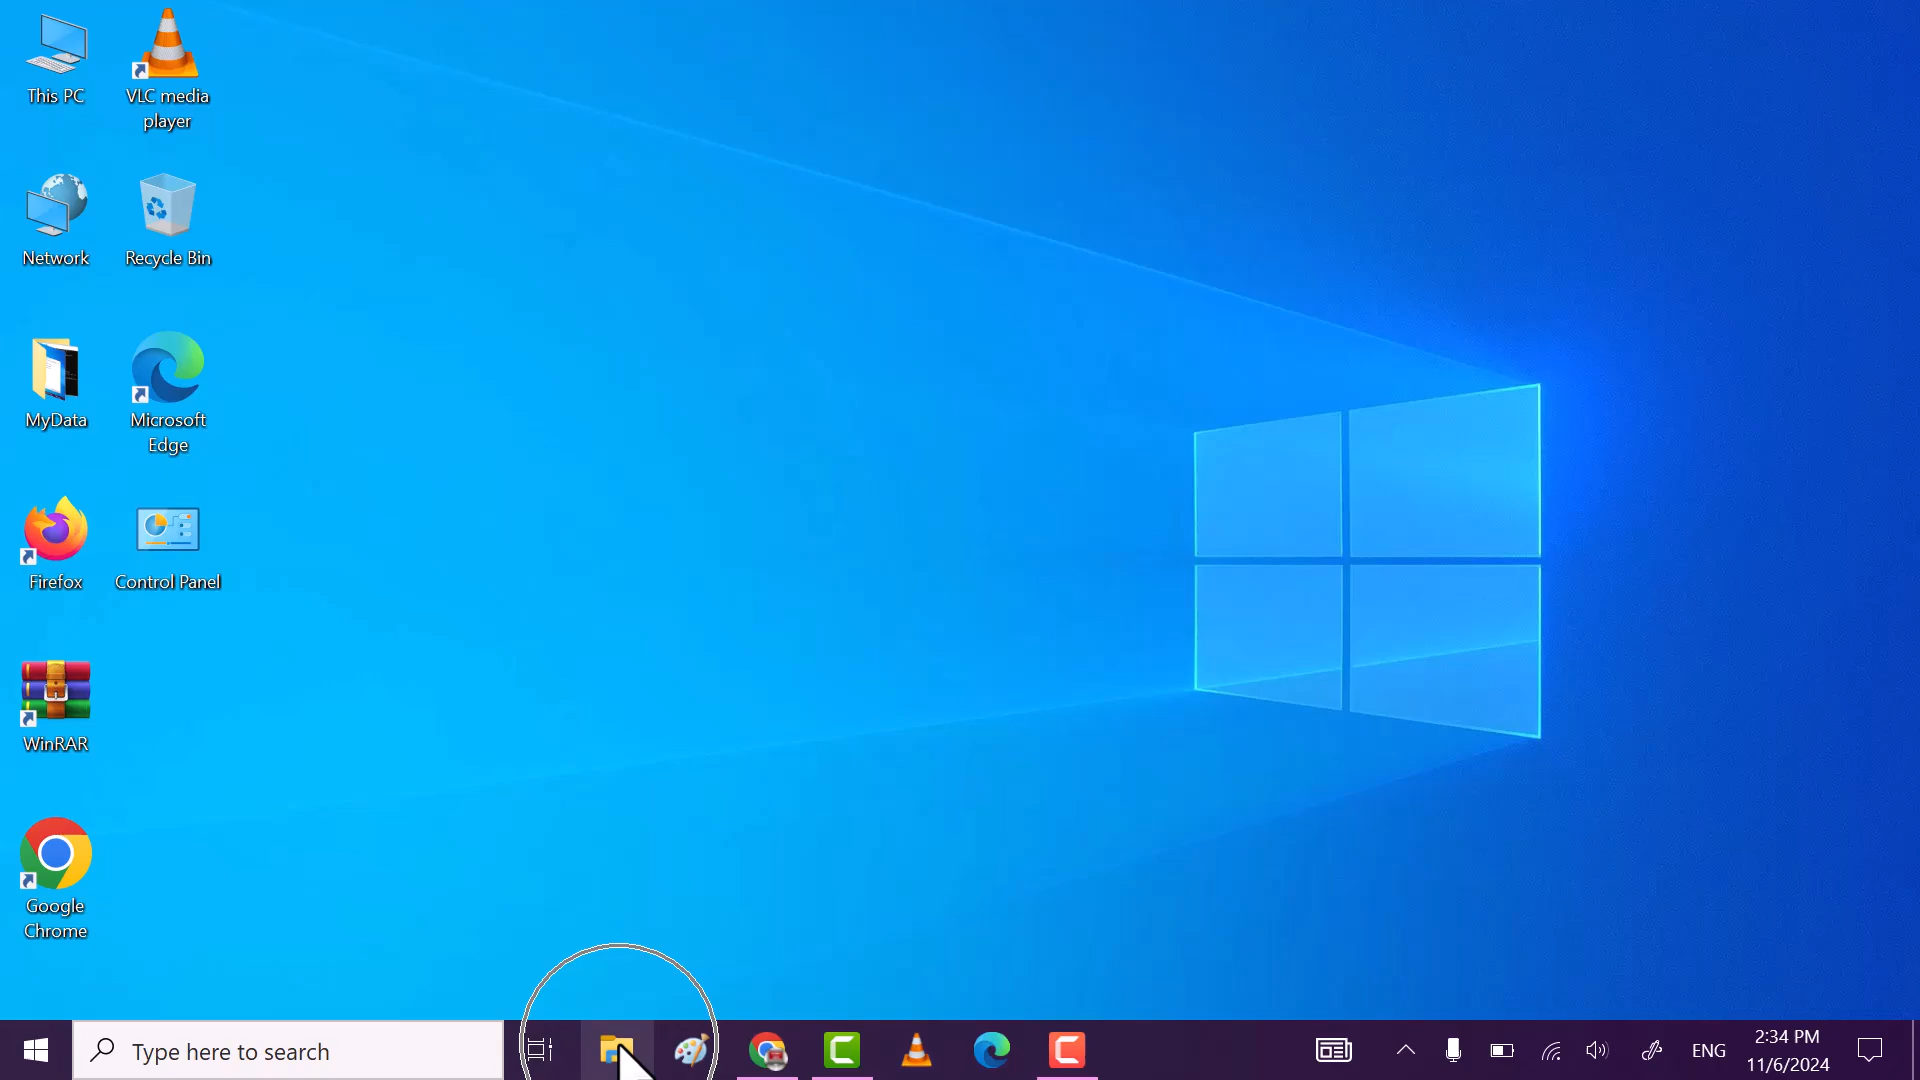 This PC
VLC media
player
Network
Recycle Bin
MyData
Microsoft
Edge
Firefox
Control Panel
WinRAR
Google
Chrome
Type here to search
ENG
2:34 PM
11/6/2024